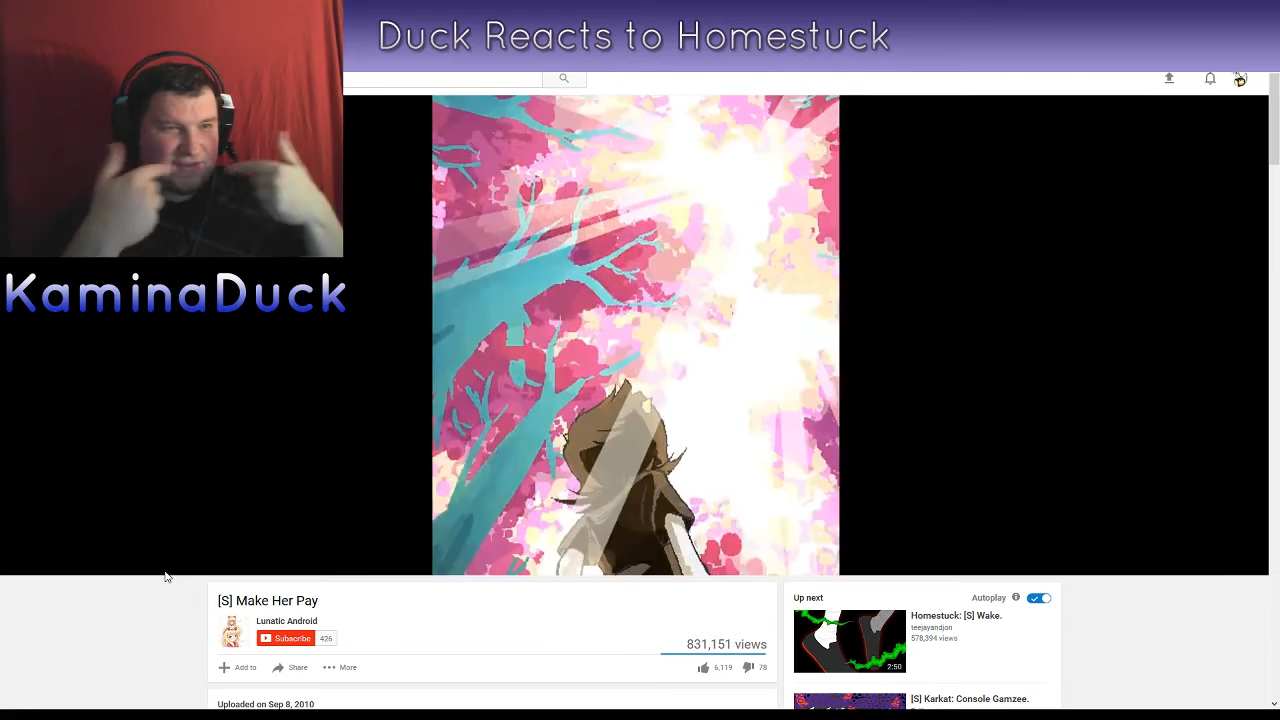 Duck Reacts to Homestuck
KaminaDuck
[S] Make Her Pay
Lunatic Android
Subscribe 426
831,151 views
Add to Share More
6,119 78
Uploaded on Sep 8, 2010
Up next
Autoplay
Homestuck: [S] Wake.
teejayandjon
578,394 views
2:50
[S] Karkat: Console Gamzee.